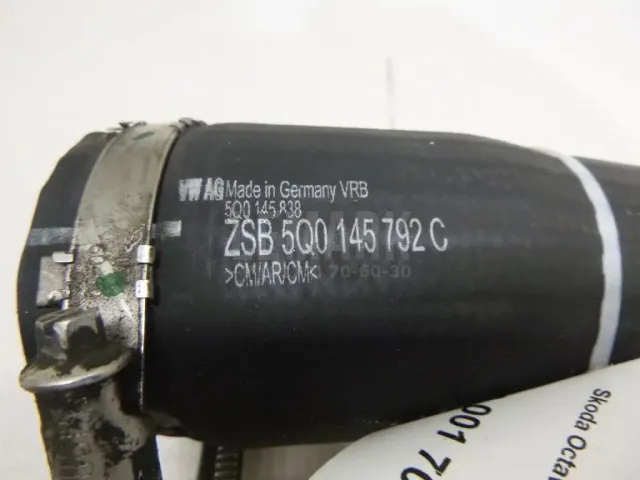 VW AG Made in Germany VRB
5Q0 145 838
ZSB 5Q0 145 792 C
>CM/AR/CM<
70-60-30
001 70
Skoda Octav